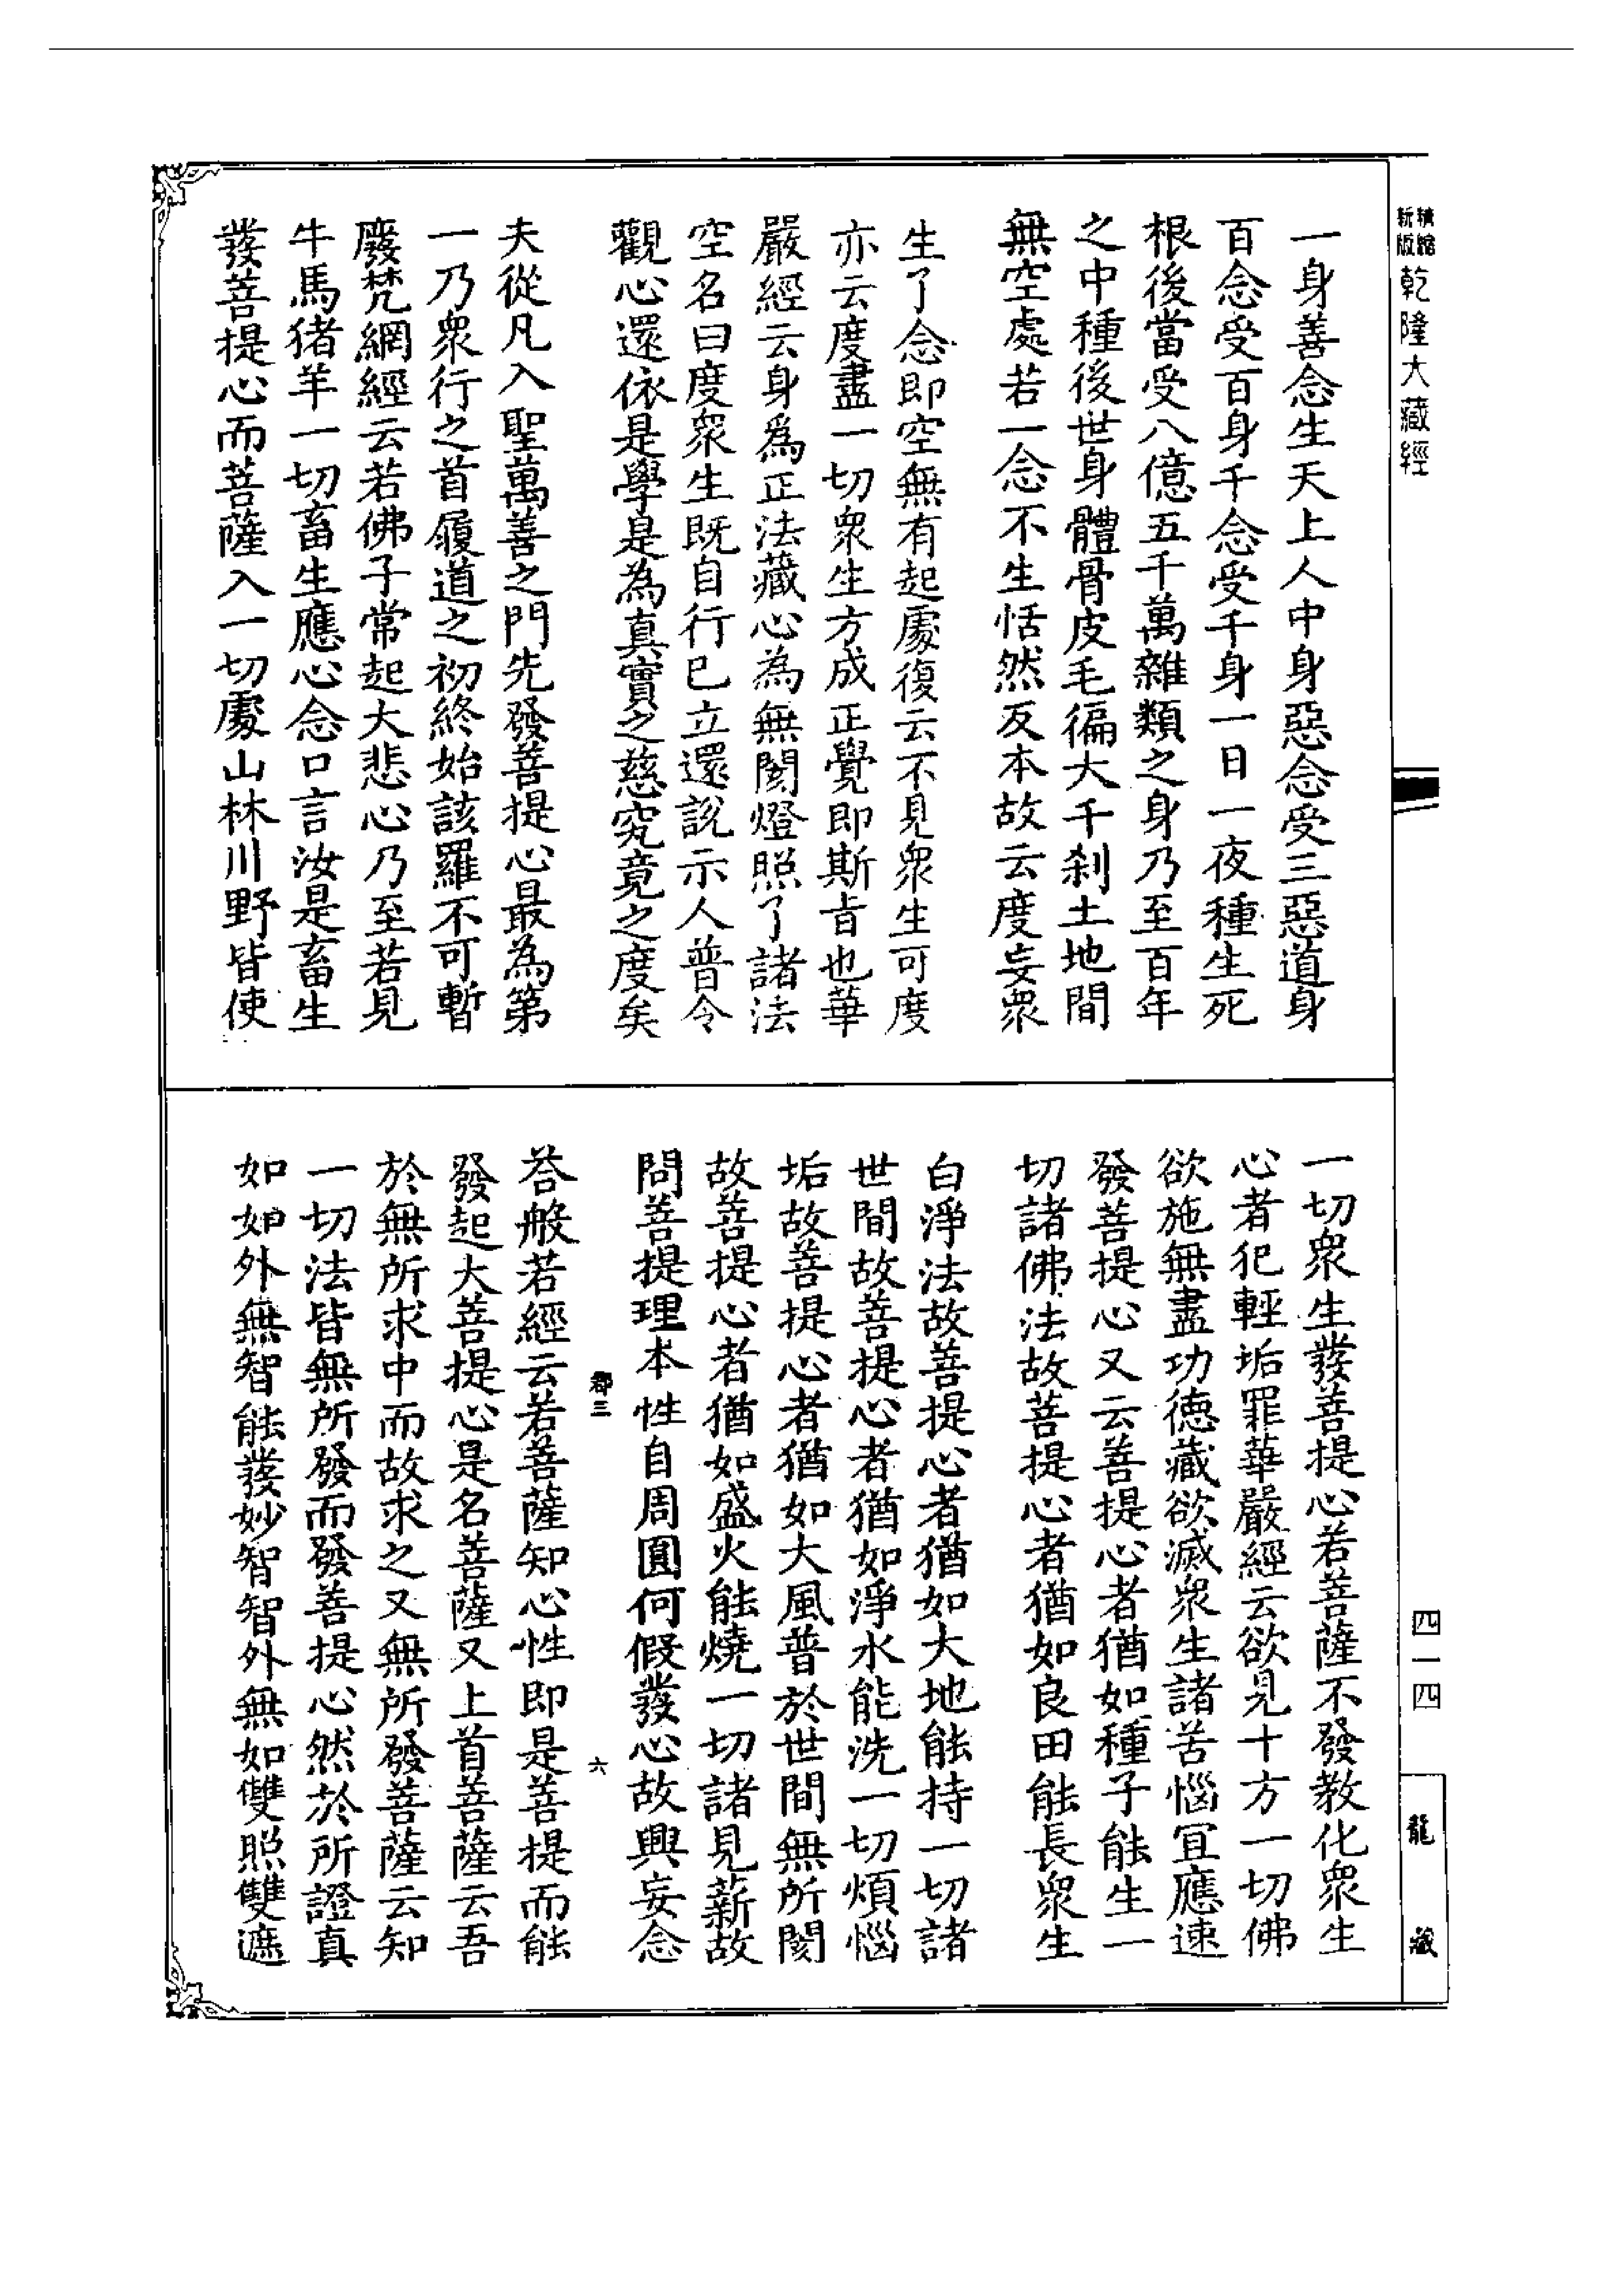 精縮
新版
乾隆大藏經
一身善念生天上人中身惡念受三惡道身
百念受百身千念受千身一日一夜種生死
根後當受八億五千萬雜類之身乃至百年
之中種後世身體骨皮毛徧大千刹土地間
無空處若一念不生恬然反本故云度妄眾
生了念即空無有起處復云不見眾生可度
亦云度盡一切眾生方成正覺即斯旨也華
嚴經云身爲正法藏心為無閡燈照了諸法
空名曰度眾生既自行已立還說示人普令
觀心還依是學是為真實之慈究竟之度矣
夫從凡入聖萬善之門先發菩提心最為第
一乃眾行之首履道之初終始該羅不可暫
廢梵網經云若佛子常起大悲心乃至若見
牛馬猪羊一切畜生應心念口言汝是畜生
發菩提心而菩薩入一切處山林川野皆使
一切眾生發菩提心若菩薩不發教化眾生
心者犯輕垢罪華嚴經云欲見十方一切佛
欲施無盡功德藏欲滅眾生諸苦惱宜應速
發菩提心又云菩提心者猶如種子能生一
切諸佛法故菩提心者猶如良田能長眾生
白淨法故菩提心者猶如大地能持一切諸
世間故菩提心者猶如淨水能洗一切煩惱
垢故菩提心者猶如大風普於世間無所閡
故菩提心者猶如盛火能燒一切諸見薪故
問菩提理本性自周圓何假發心故興妄念
郡三
六
答般若經云若菩薩知心性即是菩提而能
發起大菩提心是名菩薩又上首菩薩云吾
於無所求中而故求之又無所發菩薩云知
一切法皆無所發而發菩提心然於所證真
如如外無智能發妙智智外無如雙照雙遮
四一四
龍
藏